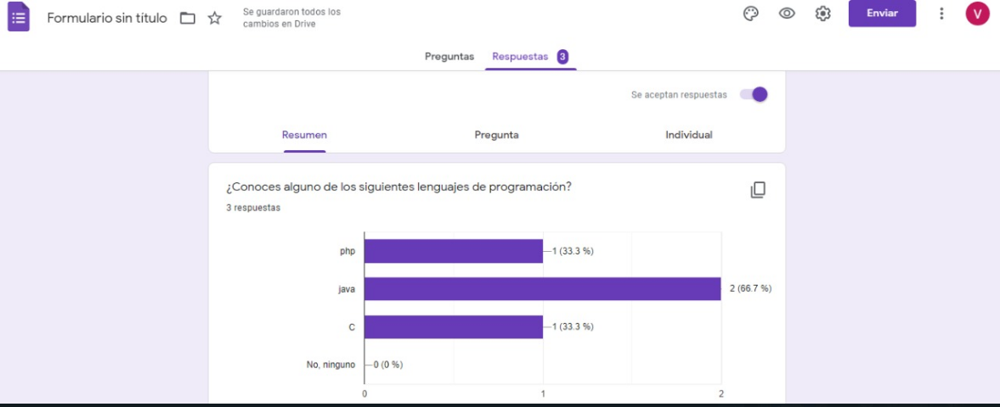 Formulario sin título
Se guardaron todos los
cambios en Drive
Enviar
V
Preguntas
Respuestas 3
Se aceptan respuestas
Resumen
Pregunta
Individual
¿Conoces alguno de los siguientes lenguajes de programación?
3 respuestas
php
1 (33.3 %)
java
2 (66.7 %)
C
1 (33.3 %)
No, ninguno
0 (0 %)
0
1
2